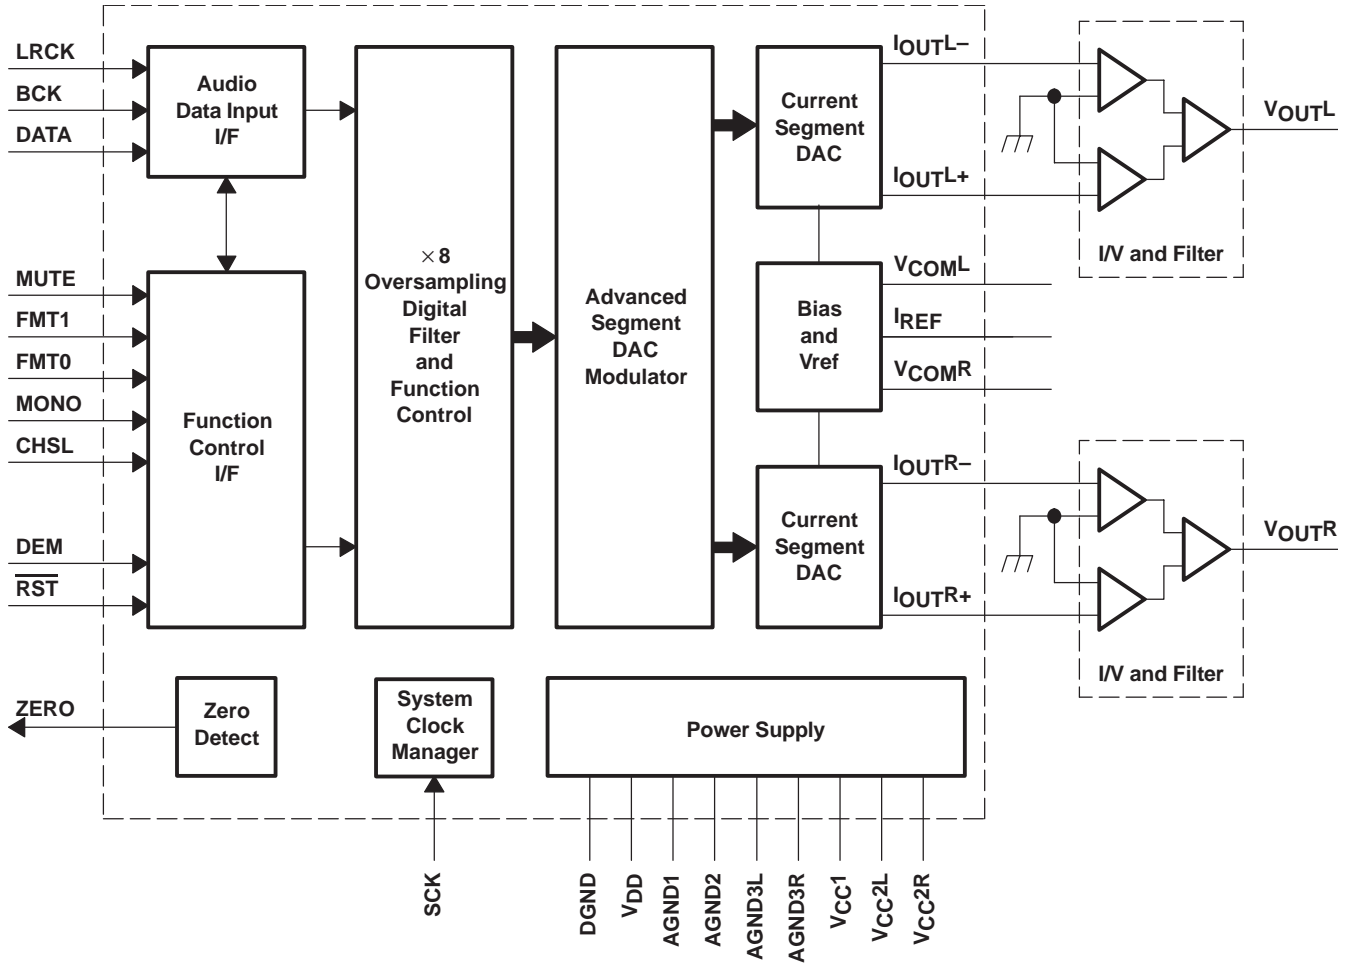 LRCK
BCK
DATA
MUTE
FMT1
FMT0
MONO
CHSL
DEM
RST
ZERO
Audio
Data Input
I/F
Function
Control
I/F
Zero
Detect
×8
Oversampling
Digital
Filter
and
Function
Control
System
Clock
Manager
SCK
Advanced
Segment
DAC
Modulator
Current
Segment
DAC
Bias
and
Vref
Current
Segment
DAC
Power Supply
DGND
VDD
AGND1
AGND2
AGND3L
AGND3R
VCC1
VCC2L
VCC2R
IOUTL–
IOUTL+
VCOML
IREF
VCOMR
IOUTR–
IOUTR+
I/V and Filter
VOUTL
I/V and Filter
VOUTR